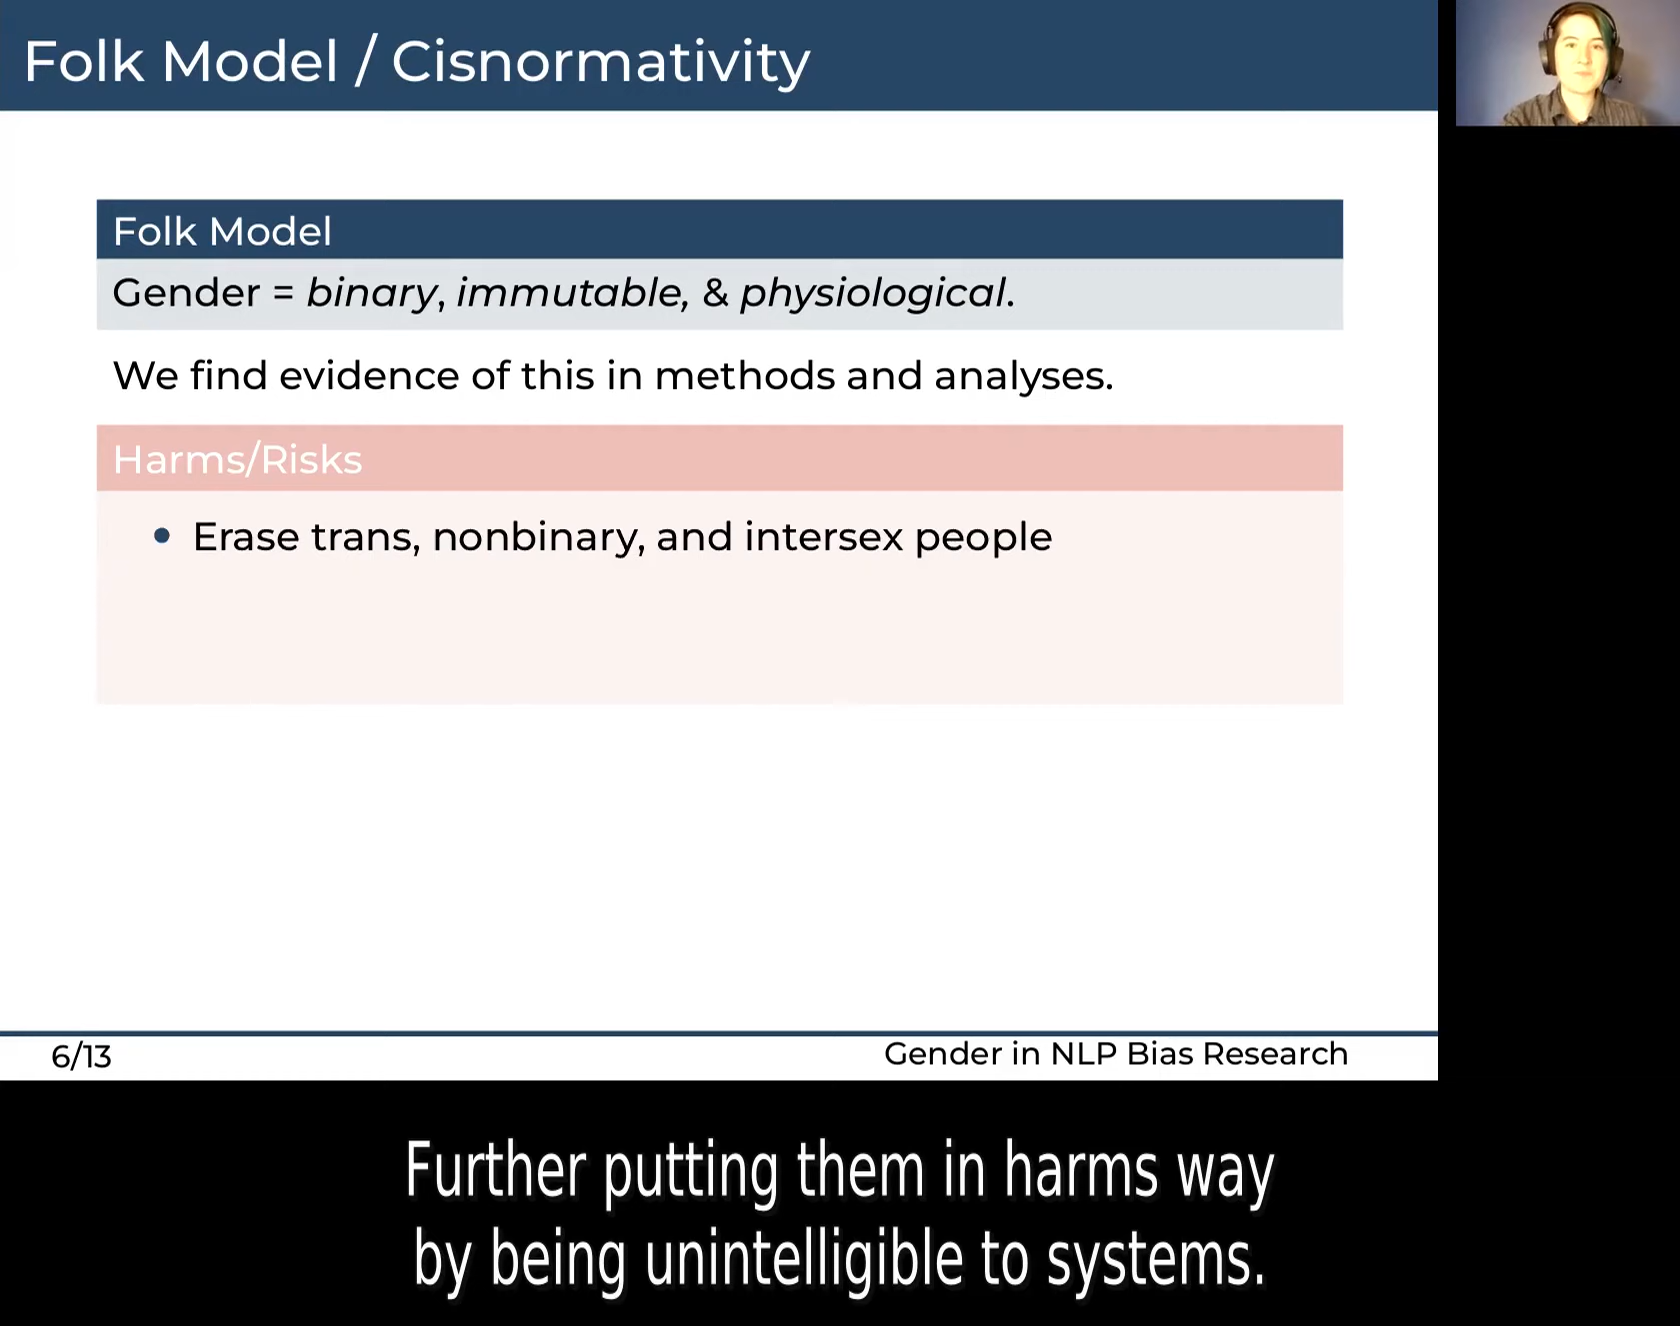 Folk Model / Cisnormativity
Folk Model
Gender = binary, immutable, & physiological.
We find evidence of this in methods and analyses.
Harms/Risks
• Erase trans, nonbinary, and intersex people
6/13
Gender in NLP Bias Research
Further putting them in harms way
by being unintelligible to systems.